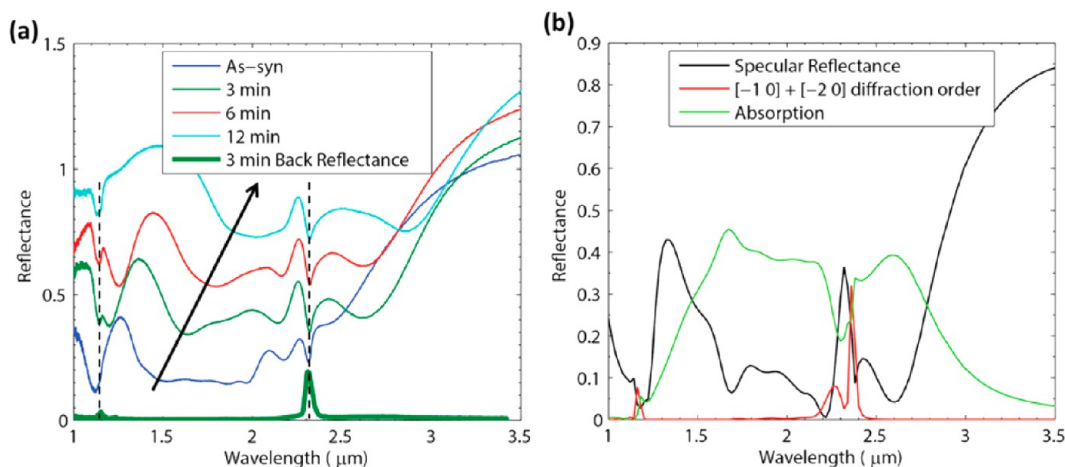 (a)
1.5
1
0.5
0
Reflectance
As−syn
3 min
6 min
12 min
3 min Back Reflectance
1
1.5
2
2.5
3
3.5
Wavelength ( μm)
(b)
0.9
0.8
0.7
0.6
0.5
0.4
0.3
0.2
0.1
0
Reflectance
Specular Reflectance
[−1 0] + [−2 0] diffraction order
Absorption
1
1.5
2
2.5
3
3.5
Wavelength ( μm)